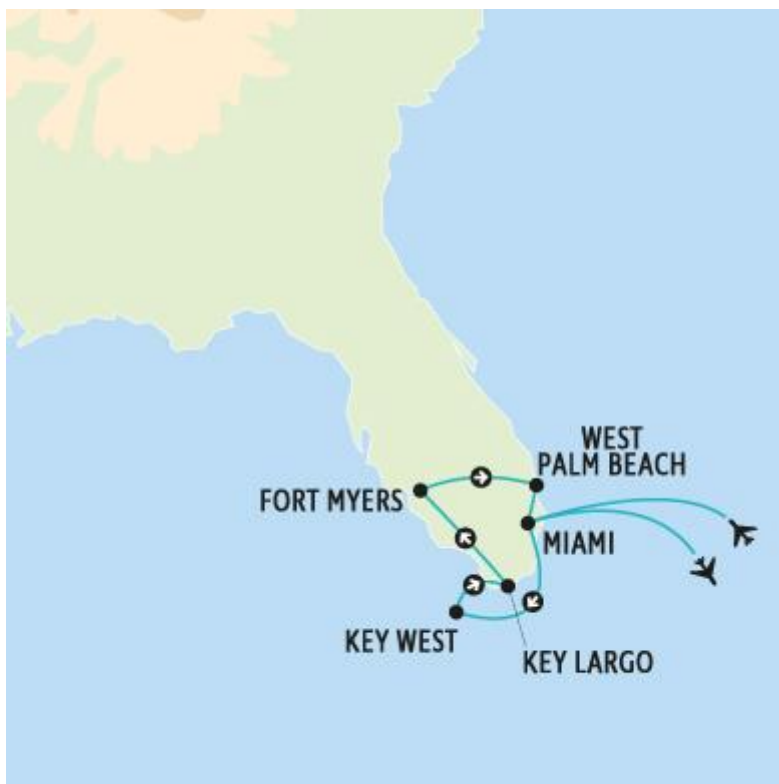 WEST
PALM BEACH
FORT MYERS
MIAMI
KEY WEST
KEY LARGO